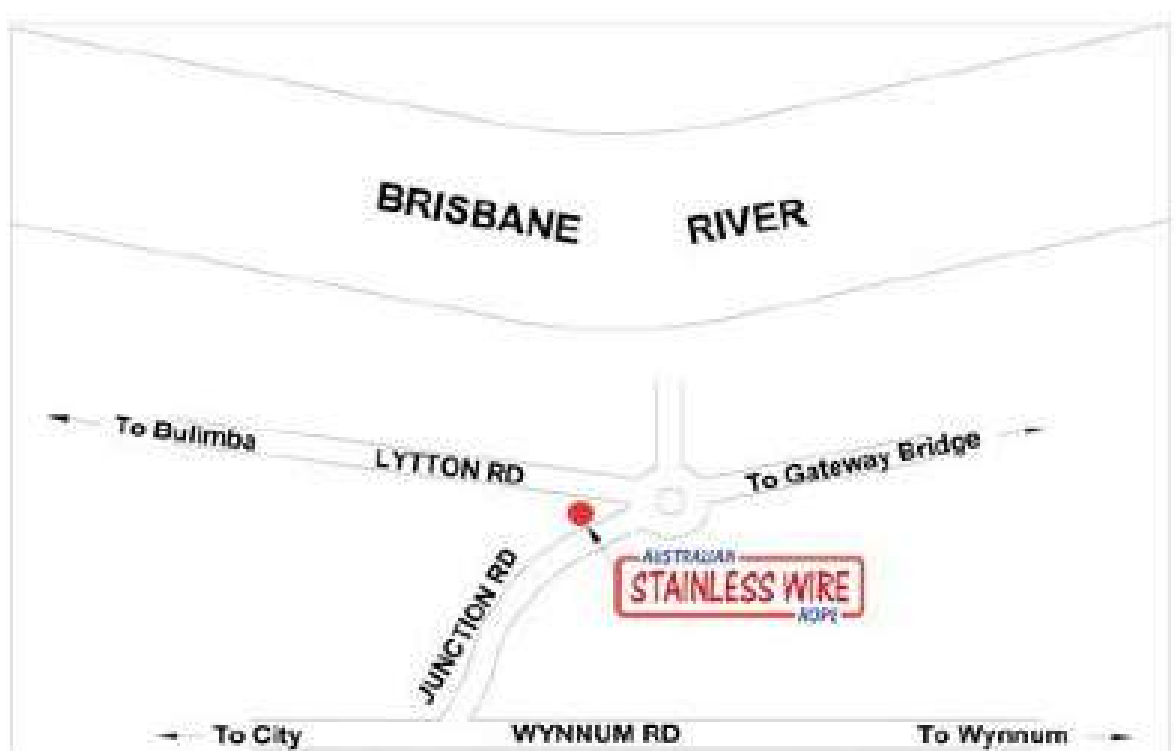 BRISBANE RIVER
To Bulimba
LYTTON RD
To Gateway Bridge
JUNCTION RD
AUSTRALIAN
STAINLESS WIRE
ROPE
To City
WYNNUM RD
To Wynnum